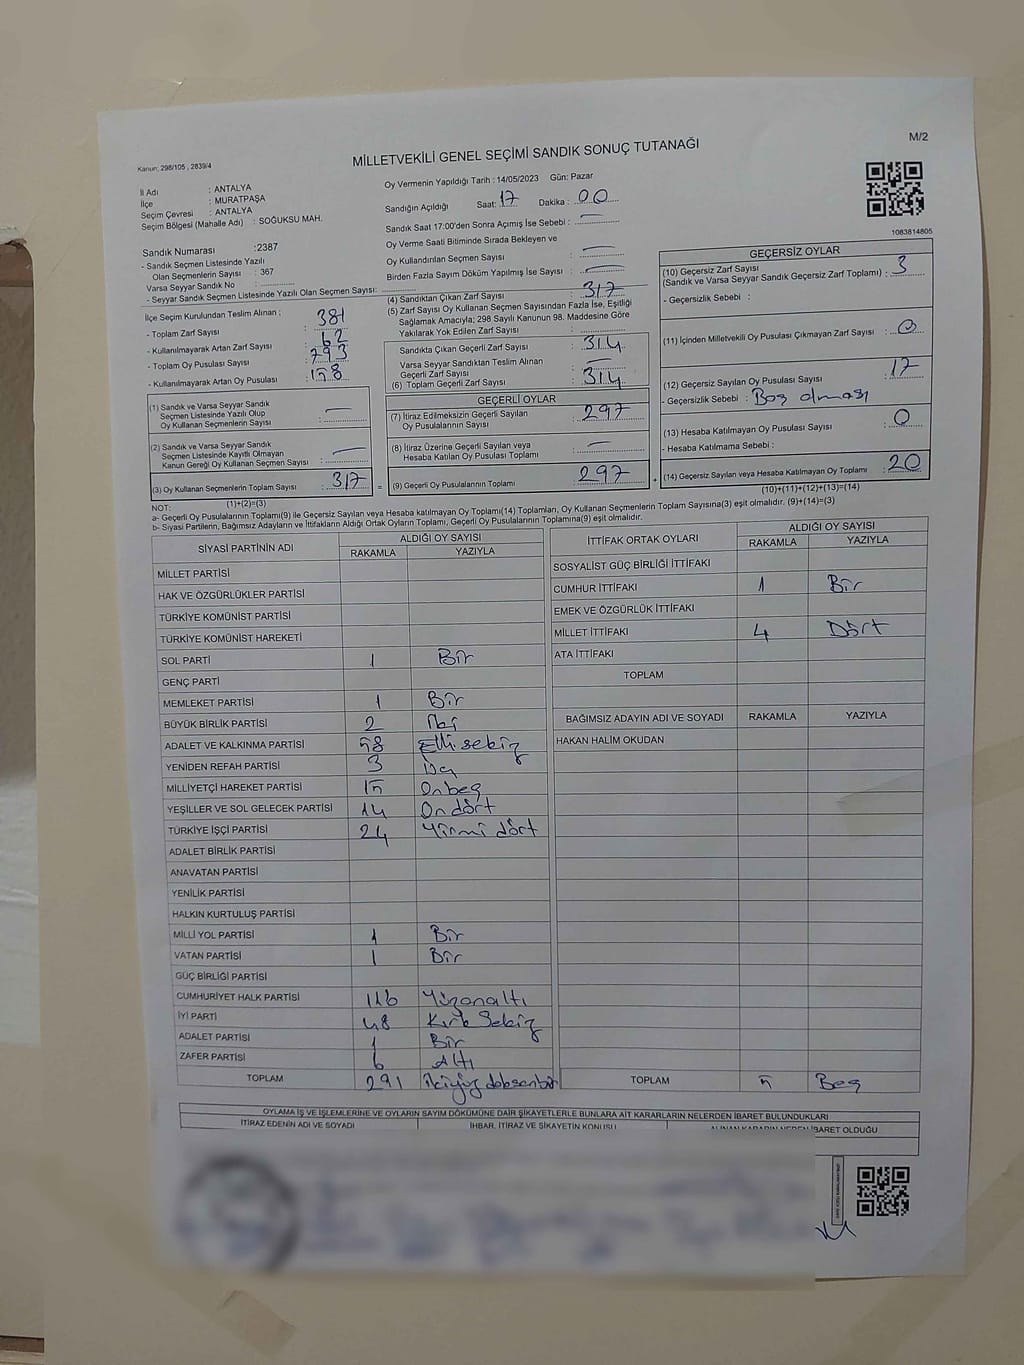 M/2
MİLLETVEKİLİ GENEL SEÇİMİ SANDIK SONUÇ TUTANAĞI
Kanun: 298/105 , 2839/4
İl Adı : ANTALYA
İlçe : MURATPAŞA
Seçim Çevresi : ANTALYA
Seçim Bölgesi (Mahalle Adı) : SOĞUKSU MAH.
Oy Vermenin Yapıldığı Tarih : 14/05/2023 Gün: Pazar
Sandığın Açıldığı Saat: 17 Dakika : 00
Sandık Saat 17:00'den Sonra Açımış İse Sebebi : —
Oy Verme Saati Bitiminde Sırada Bekleyen ve
Oy Kullandırılan Seçmen Sayısı : —
Birden Fazla Sayım Döküm Yapılmış İse Sayısı : —
1083814805
Sandık Numarası :2387
- Sandık Seçmen Listesinde Yazılı
Olan Seçmenlerin Sayısı : 367
Varsa Seyyar Sandık No :
- Seyyar Sandık Seçmen Listesinde Yazılı Olan Seçmen Sayısı:
İlçe Seçim Kurulundan Teslim Alınan ;
- Toplam Zarf Sayısı : 381
- Kullanılmayarak Artan Zarf Sayısı : 62
- Toplam Oy Pusulası Sayısı : 793
- Kullanılmayarak Artan Oy Pusulası : 158
(1) Sandık ve Varsa Seyyar Sandık
Seçmen Listesinde Yazılı Olup
Oy Kullanan Seçmenlerin Sayısı : —
(2) Sandık ve Varsa Seyyar Sandık
Seçmen Listesinde Kayıtlı Olmayan
Kanun Gereği Oy Kullanan Seçmen Sayısı : —
(3) Oy Kullanan Seçmenlerin Toplam Sayısı : 317
(1)+(2)=(3)
(4) Sandıktan Çıkan Zarf Sayısı : 317
(5) Zarf Sayısı Oy Kullanan Seçmen Sayısından Fazla İse, Eşitliği
Sağlamak Amacıyla; 298 Sayılı Kanunun 98. Maddesine Göre
Yakılarak Yok Edilen Zarf Sayısı :
Sandıkta Çıkan Geçerli Zarf Sayısı : 314
Varsa Seyyar Sandıktan Teslim Alınan
Geçerli Zarf Sayısı : —
(6) Toplam Geçerli Zarf Sayısı : 314
GEÇERLİ OYLAR
(7) İtiraz Edilmeksizin Geçerli Sayılan
Oy Pusulalarının Sayısı : 297
(8) İtiraz Üzerine Geçerli Sayılan veya
Hesaba Katılan Oy Pusulası Toplamı : —
= (9) Geçerli Oy Pusulalarının Toplamı : 297
GEÇERSİZ OYLAR
(10) Geçersiz Zarf Sayısı
(Sandık ve Varsa Seyyar Sandık Geçersiz Zarf Toplamı) : 3
- Geçersizlik Sebebi :
(11) İçinden Milletvekili Oy Pusulası Çıkmayan Zarf Sayısı : 0
(12) Geçersiz Sayılan Oy Pusulası Sayısı : 17
- Geçersizlik Sebebi : Boş olması
(13) Hesaba Katılmayan Oy Pusulası Sayısı : 0
- Hesaba Katılmama Sebebi :
+ (14) Geçersiz Sayılan veya Hesaba Katılmayan Oy Toplamı : 20
(10)+(11)+(12)+(13)=(14)
NOT:
a- Geçerli Oy Pusulalarının Toplamı(9) ile Geçersiz Sayılan veya Hesaba katılmayan Oy Toplamı(14) Toplamları, Oy Kullanan Seçmenlerin Toplam Sayısına(3) eşit olmalıdır. (9)+(14)=(3)
b- Siyasi Partilerin, Bağımsız Adayların ve İttifakların Aldığı Ortak Oyların Toplamı, Geçerli Oy Pusulalarının Toplamına(9) eşit olmalıdır.
SİYASİ PARTİNİN ADI ALDIĞI OY SAYISI
RAKAMLA YAZIYLA
MİLLET PARTİSİ
HAK VE ÖZGÜRLÜKLER PARTİSİ
TÜRKİYE KOMÜNİST PARTİSİ
TÜRKİYE KOMÜNİST HAREKETİ
SOL PARTİ 1 Bir
GENÇ PARTİ
MEMLEKET PARTİSİ 1 Bir
BÜYÜK BİRLİK PARTİSİ 2 İki
ADALET VE KALKINMA PARTİSİ 58 Elli sekiz
YENİDEN REFAH PARTİSİ 3 Üç
MİLLİYETÇİ HAREKET PARTİSİ 15 Onbeş
YEŞİLLER VE SOL GELECEK PARTİSİ 14 On dört
TÜRKİYE İŞÇİ PARTİSİ 24 Yirmi dört
ADALET BİRLİK PARTİSİ
ANAVATAN PARTİSİ
YENİLİK PARTİSİ
HALKIN KURTULUŞ PARTİSİ
MİLLİ YOL PARTİSİ 1 Bir
VATAN PARTİSİ 1 Bir
GÜÇ BİRLİĞİ PARTİSİ
CUMHURİYET HALK PARTİSİ 116 Yüzonaltı
İYİ PARTİ 48 Kırk Sekiz
ADALET PARTİSİ 1 Bir
ZAFER PARTİSİ 6 Altı
TOPLAM 291 ikiyüz doksanbir
İTTİFAK ORTAK OYLARI ALDIĞI OY SAYISI
RAKAMLA YAZIYLA
SOSYALİST GÜÇ BİRLİĞİ İTTİFAKI
CUMHUR İTTİFAKI 1 Bir
EMEK VE ÖZGÜRLÜK İTTİFAKI
MİLLET İTTİFAKI 4 Dört
ATA İTTİFAKI
TOPLAM
BAĞIMSIZ ADAYIN ADI VE SOYADI RAKAMLA YAZIYLA
HAKAN HALİM OKUDAN
TOPLAM 5 Beş
OYLAMA İŞ VE İŞLEMLERİNE VE OYLARIN SAYIM DÖKÜMÜNE DAİR ŞİKAYETLERLE BUNLARA AİT KARARLARIN NELERDEN İBARET BULUNDUKLARI
İTİRAZ EDENİN ADI VE SOYADI İHBAR, İTİRAZ VE ŞİKAYETİN KONUSU ALINAN KARARIN NEDEN İBARET OLDUĞU